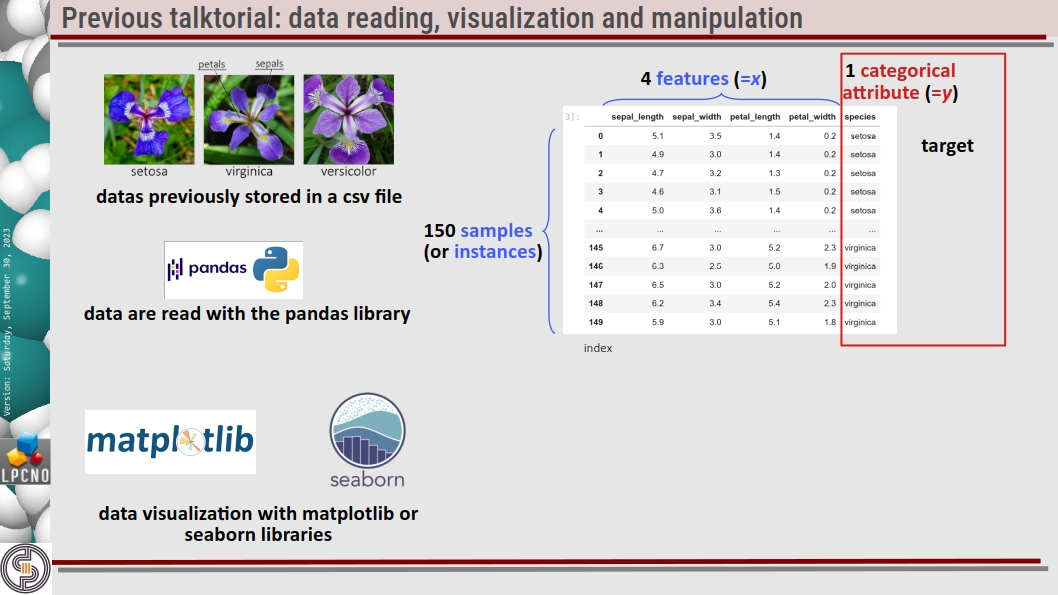 Previous talktorial: data reading, visualization and manipulation
petals sepals
setosa virginica versicolor
datas previously stored in a csv file
pandas
data are read with the pandas library
matplotlib
seaborn
data visualization with matplotlib or
seaborn libraries
4 features (=x)
1 categorical
attribute (=y)
target
150 samples
(or instances)
[3]:
sepal_length sepal_width petal_length petal_width species
0 5.1 3.5 1.4 0.2 setosa
1 4.9 3.0 1.4 0.2 setosa
2 4.7 3.2 1.3 0.2 setosa
3 4.6 3.1 1.5 0.2 setosa
4 5.0 3.6 1.4 0.2 setosa
... ... ... ... ... ...
145 6.7 3.0 5.2 2.3 virginica
146 6.3 2.5 5.0 1.9 virginica
147 6.5 3.0 5.2 2.0 virginica
148 6.2 3.4 5.4 2.3 virginica
149 5.9 3.0 5.1 1.8 virginica
index
Version: Saturday, September 30, 2023
LPCNO